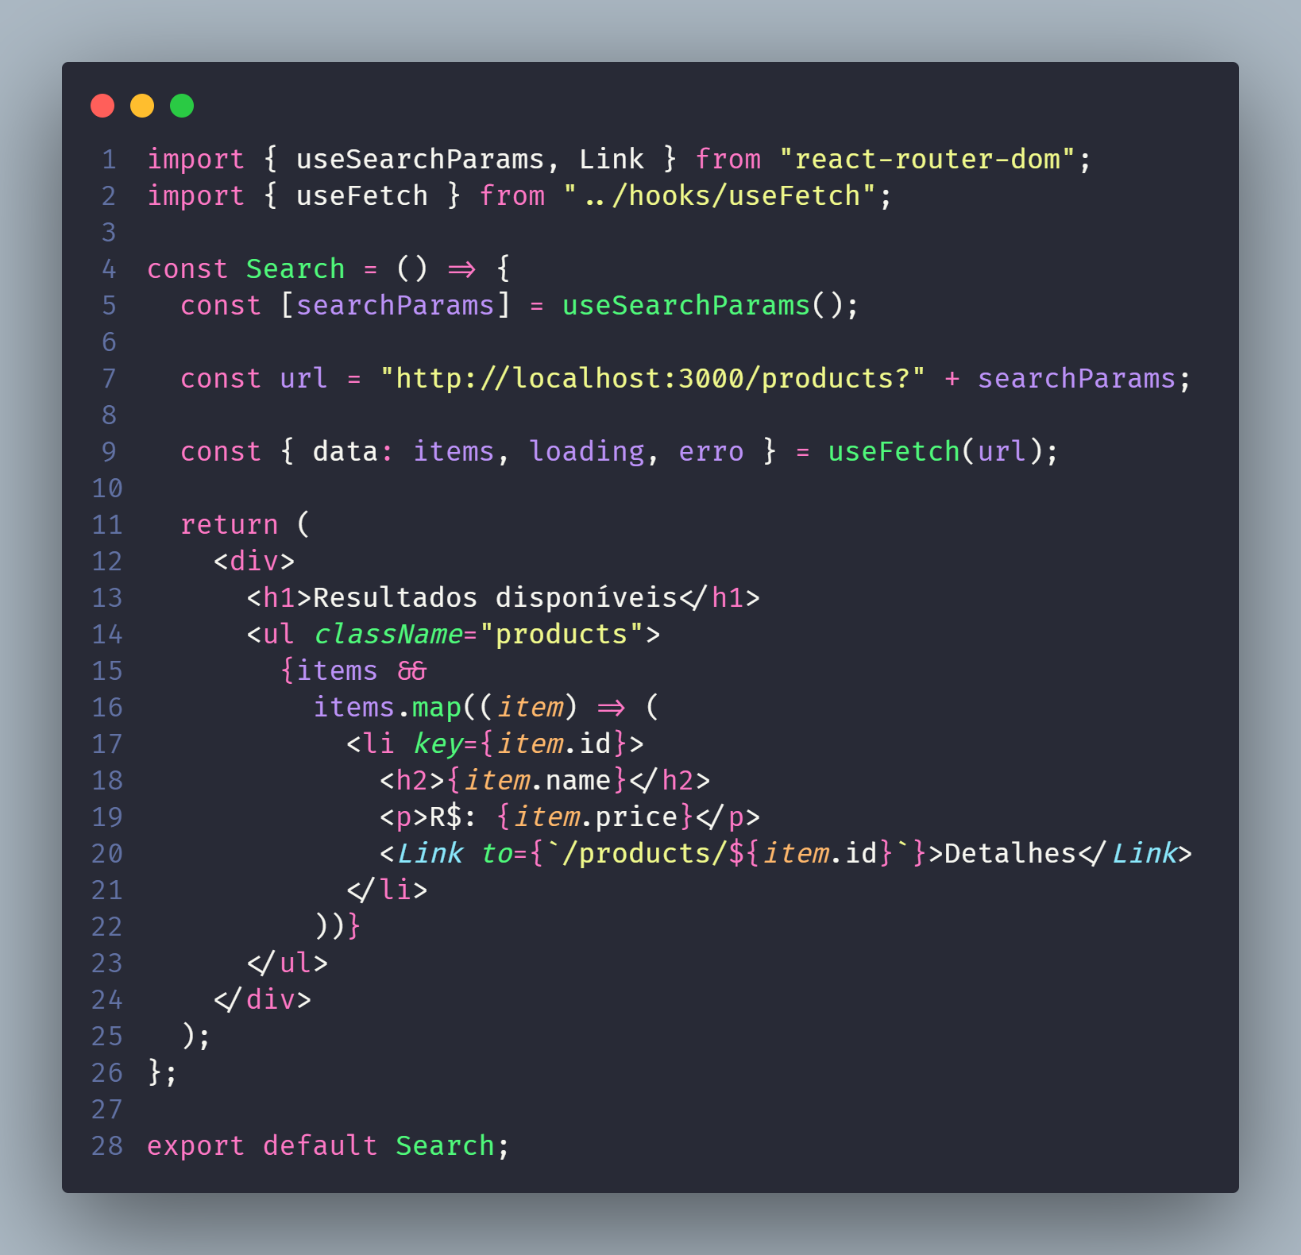 1 import { useSearchParams, Link } from "react-router-dom";
2 import { useFetch } from "../hooks/useFetch";
3
4 const Search = () => {
5   const [searchParams] = useSearchParams();
6
7   const url = "http://localhost:3000/products?" + searchParams;
8
9   const { data: items, loading, erro } = useFetch(url);
10
11   return (
12     <div>
13       <h1>Resultados disponíveis</h1>
14       <ul className="products">
15         {items &&
16           items.map((item) => (
17             <li key={item.id}>
18               <h2>{item.name}</h2>
19               <p>R$: {item.price}</p>
20               <Link to={`/products/${item.id}`}>Detalhes</Link>
21             </li>
22           ))}
23       </ul>
24     </div>
25   );
26 };
27
28 export default Search;